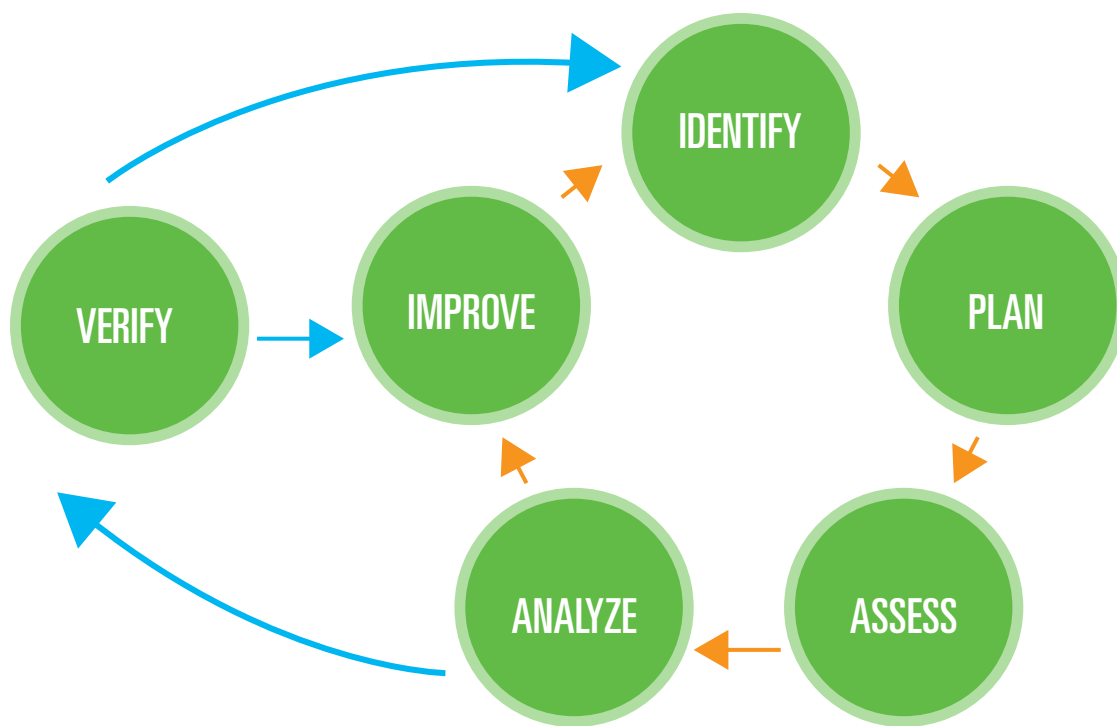 IDENTIFY
PLAN
ASSESS
ANALYZE
IMPROVE
VERIFY